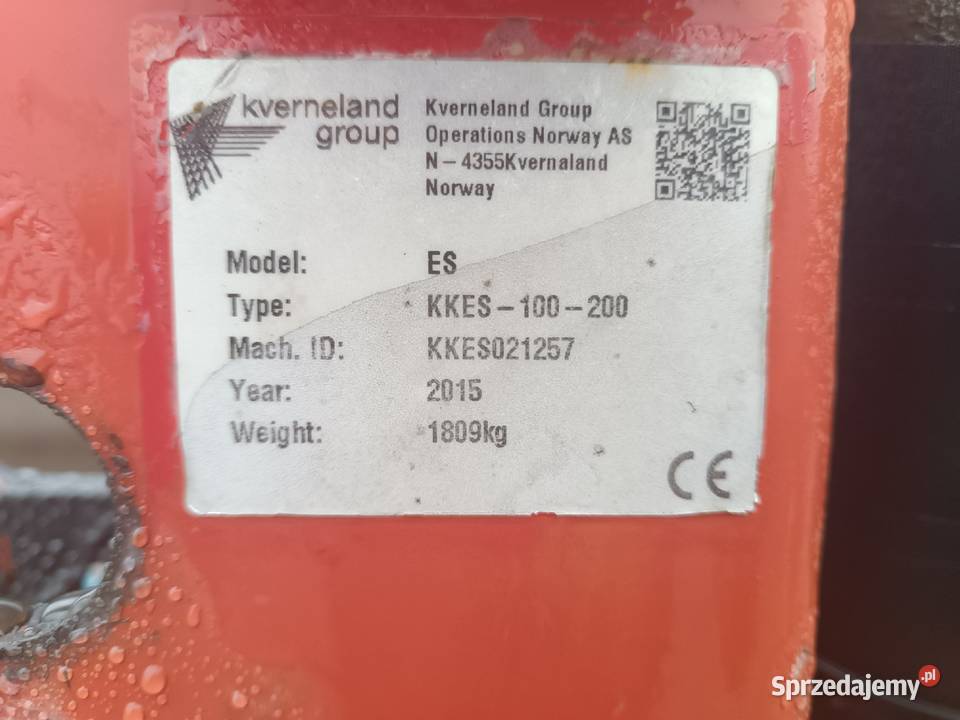 kverneland
group
Kverneland Group
Operations Norway AS
N – 4355Kvernaland
Norway
Model: ES
Type: KKES – 100 – 200
Mach. ID: KKES021257
Year: 2015
Weight: 1809kg
CE
Sprzedajemy.pl